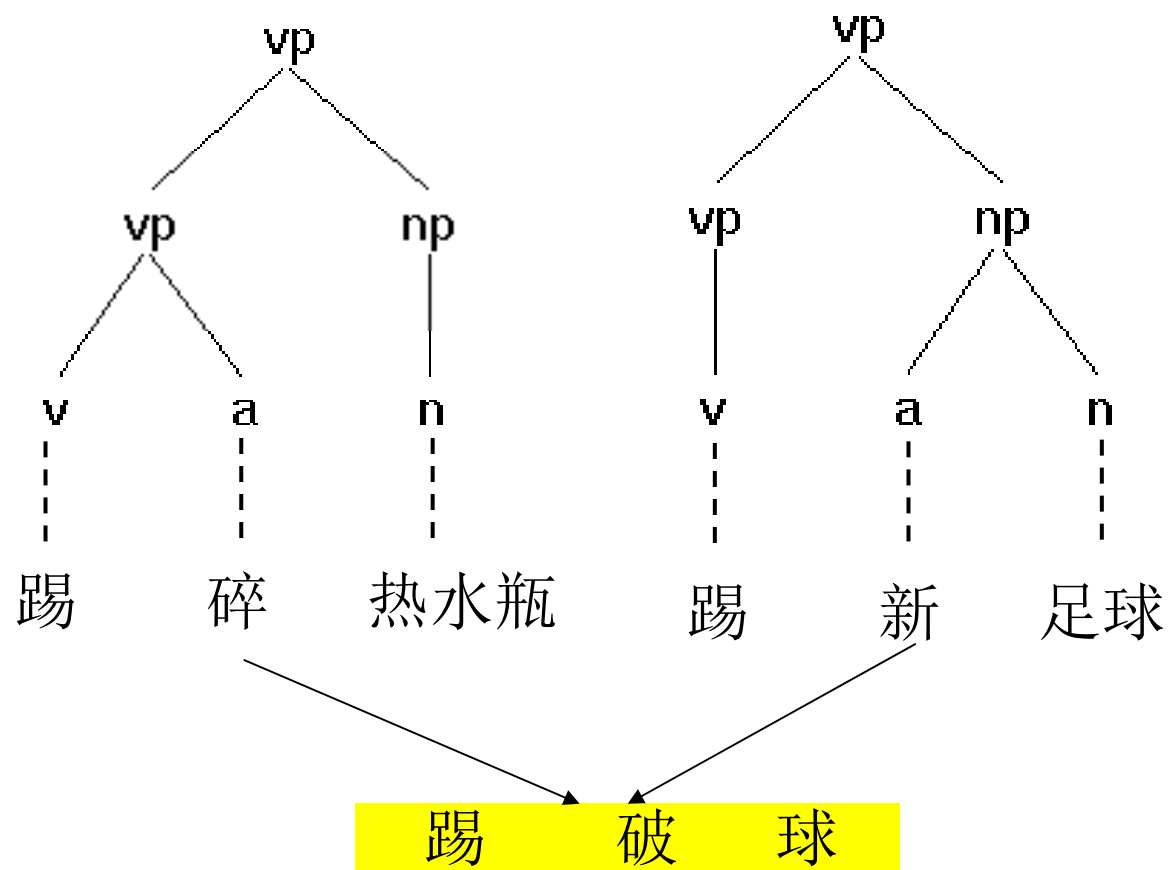 vp vp
vp np vp np
v a n v a n
踢 碎 热水瓶 踢 新 足球
踢 破 球